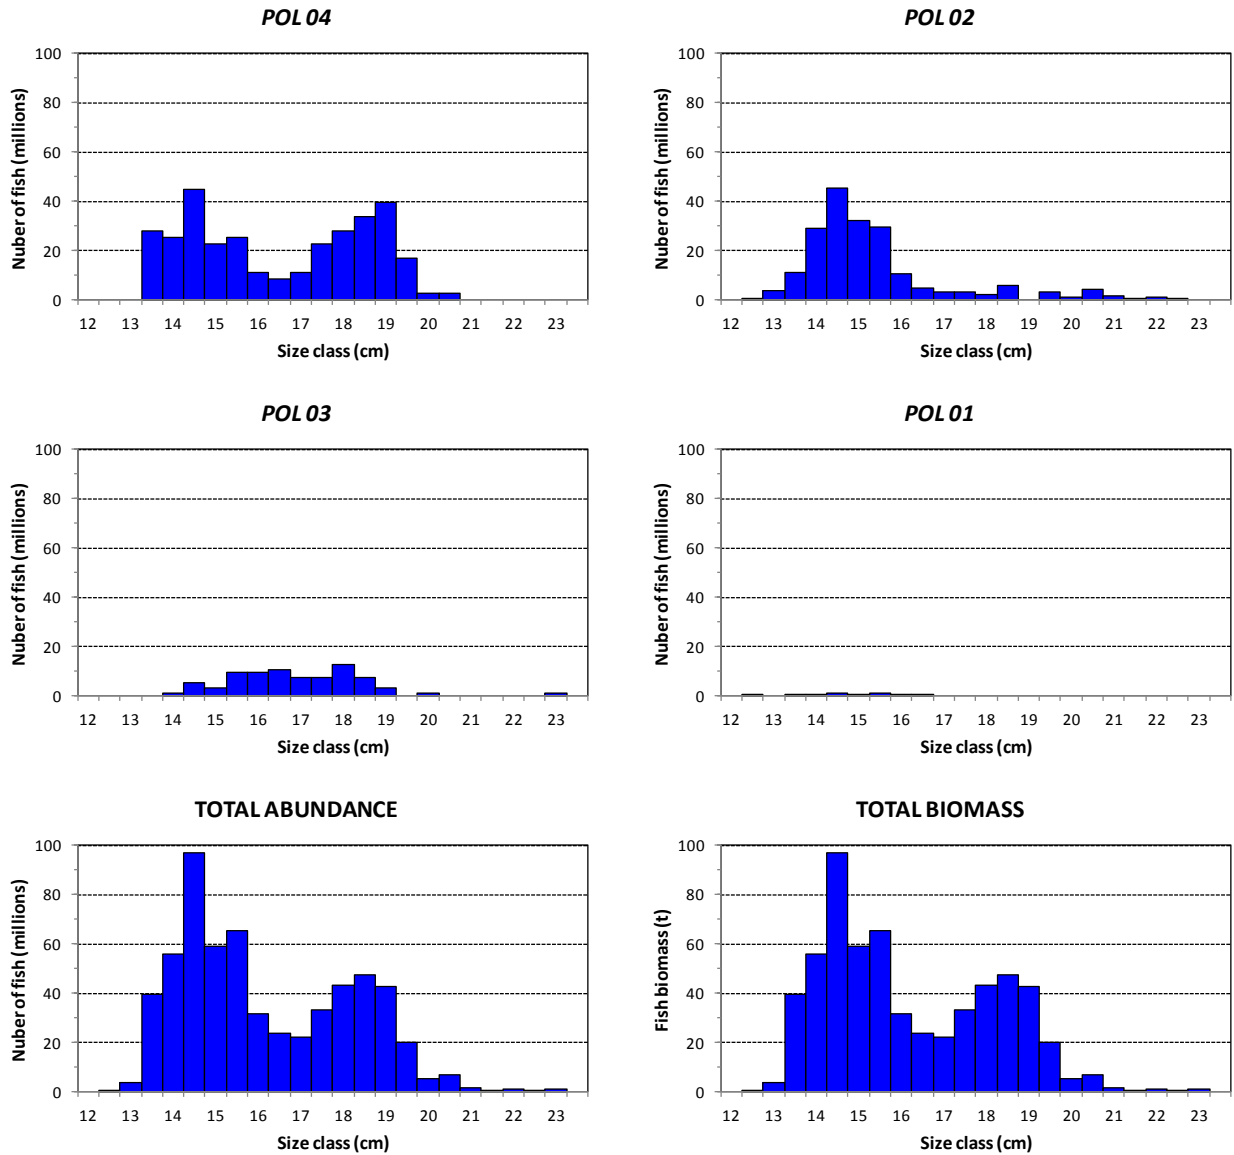 POL 04
100
80
60
40
20
0
Nuber of fish (millions)
12 13 14 15 16 17 18 19 20 21 22 23
Size class (cm)
POL 02
100
80
60
40
20
0
Nuber of fish (millions)
12 13 14 15 16 17 18 19 20 21 22 23
Size class (cm)
POL 03
100
80
60
40
20
0
Nuber of fish (millions)
12 13 14 15 16 17 18 19 20 21 22 23
Size class (cm)
POL 01
100
80
60
40
20
0
Nuber of fish (millions)
12 13 14 15 16 17 18 19 20 21 22 23
Size class (cm)
TOTAL ABUNDANCE
100
80
60
40
20
0
Nuber of fish (millions)
12 13 14 15 16 17 18 19 20 21 22 23
Size class (cm)
TOTAL BIOMASS
100
80
60
40
20
0
Fish biomass (t)
12 13 14 15 16 17 18 19 20 21 22 23
Size class (cm)